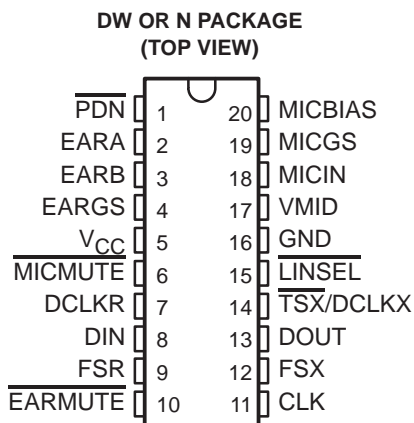 DW OR N PACKAGE
(TOP VIEW)
PDN 1 20 MICBIAS
EARA 2 19 MICGS
EARB 3 18 MICIN
EARGS 4 17 VMID
VCC 5 16 GND
MICMUTE 6 15 LINSEL
DCLKR 7 14 TSX/DCLKX
DIN 8 13 DOUT
FSR 9 12 FSX
EARMUTE 10 11 CLK